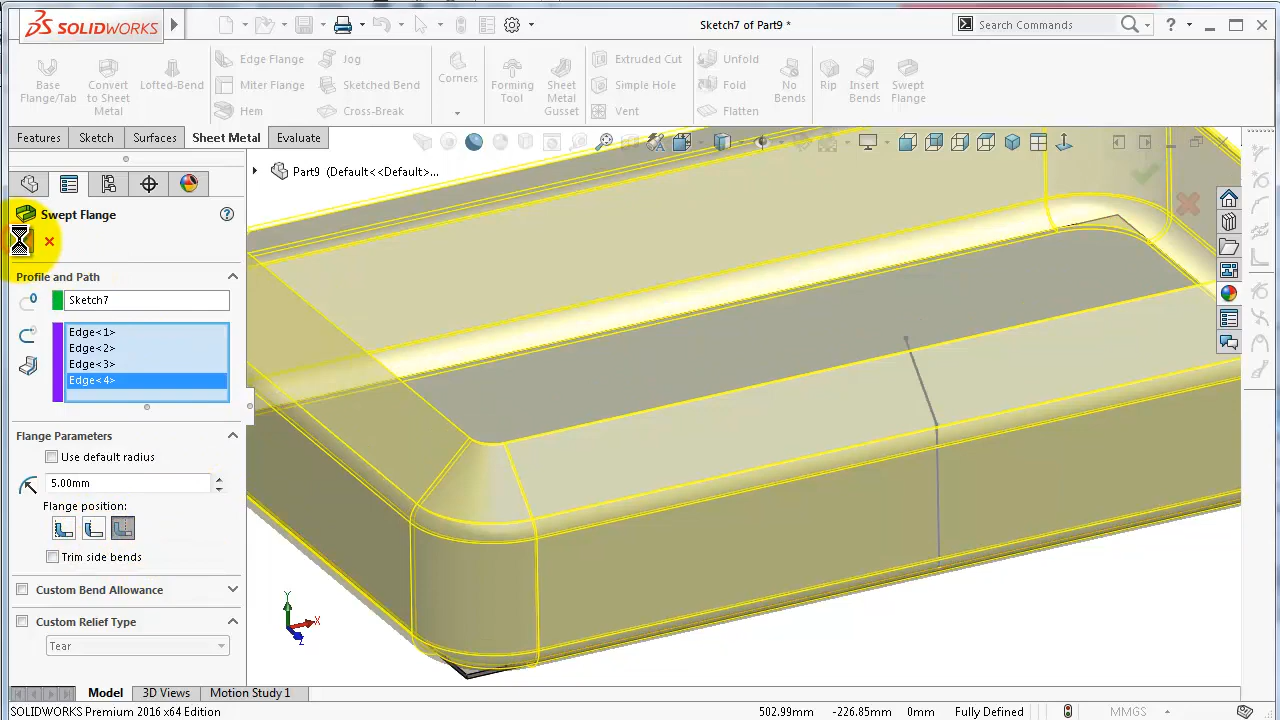 SOLIDWORKS
Sketch7 of Part9 *
Search Commands
?
Base Flange/Tab
Convert to Sheet Metal
Lofted-Bend
Edge Flange
Miter Flange
Hem
Jog
Sketched Bend
Cross-Break
Corners
Forming Tool
Sheet Metal Gusset
Extruded Cut
Simple Hole
Vent
Unfold
Fold
Flatten
No Bends
Rip
Insert Bends
Swept Flange
Features
Sketch
Surfaces
Sheet Metal
Evaluate
Part9 (Default<<Default>...
Swept Flange
?
Profile and Path
Sketch7
Edge<1>
Edge<2>
Edge<3>
Edge<4>
Flange Parameters
Use default radius
5.00mm
Flange position:
Trim side bends
Custom Bend Allowance
Custom Relief Type
Tear
Y
X
Z
Model
3D Views
Motion Study 1
SOLIDWORKS Premium 2016 x64 Edition
502.99mm
-226.85mm
0mm
Fully Defined
MMGS